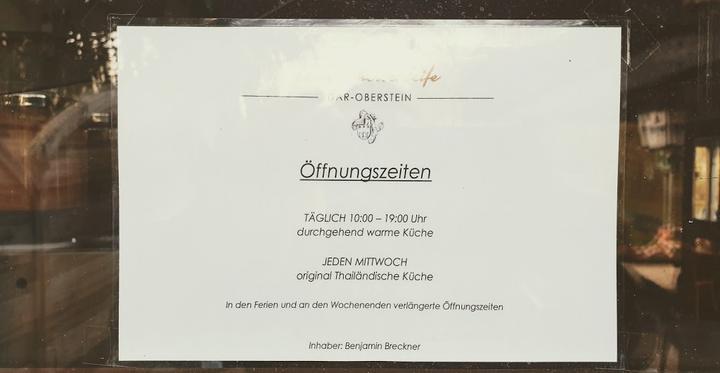 OBERSTEIN
Öffnungszeiten
TÄGLICH 10:00 – 19:00 Uhr
durchgehend warme Küche
JEDEN MITTWOCH
original Thailändische Küche
In den Ferien und an den Wochenenden verlängerte Öffnungszeiten
Inhaber: Benjamin Breckner